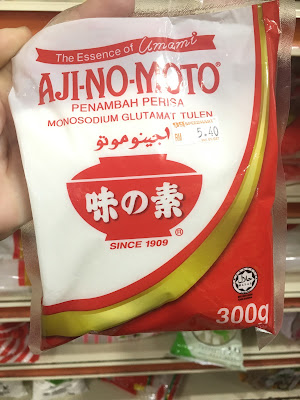 The Essence of Umami
AJI-NO-MOTO®
PENAMBAH PERISA
MONOSODIUM GLUTAMAT TULEN
اجينوموتو
5.40
味の素
®
SINCE 1909
حلال
300g